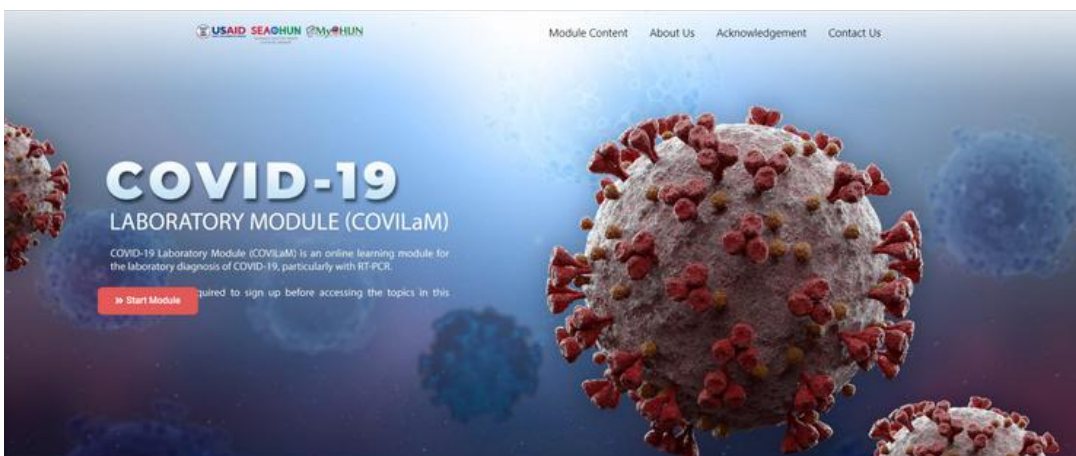 USAID SEAOHUN MyOHUN
Module Content About Us Acknowledgement Contact Us
COVID-19
LABORATORY MODULE (COVILaM)
COVID-19 Laboratory Module (COVILaM) is an online learning module for
the laboratory diagnosis of COVID-19, particularly with RT-PCR.
quired to sign up before accessing the topics in this
» Start Module